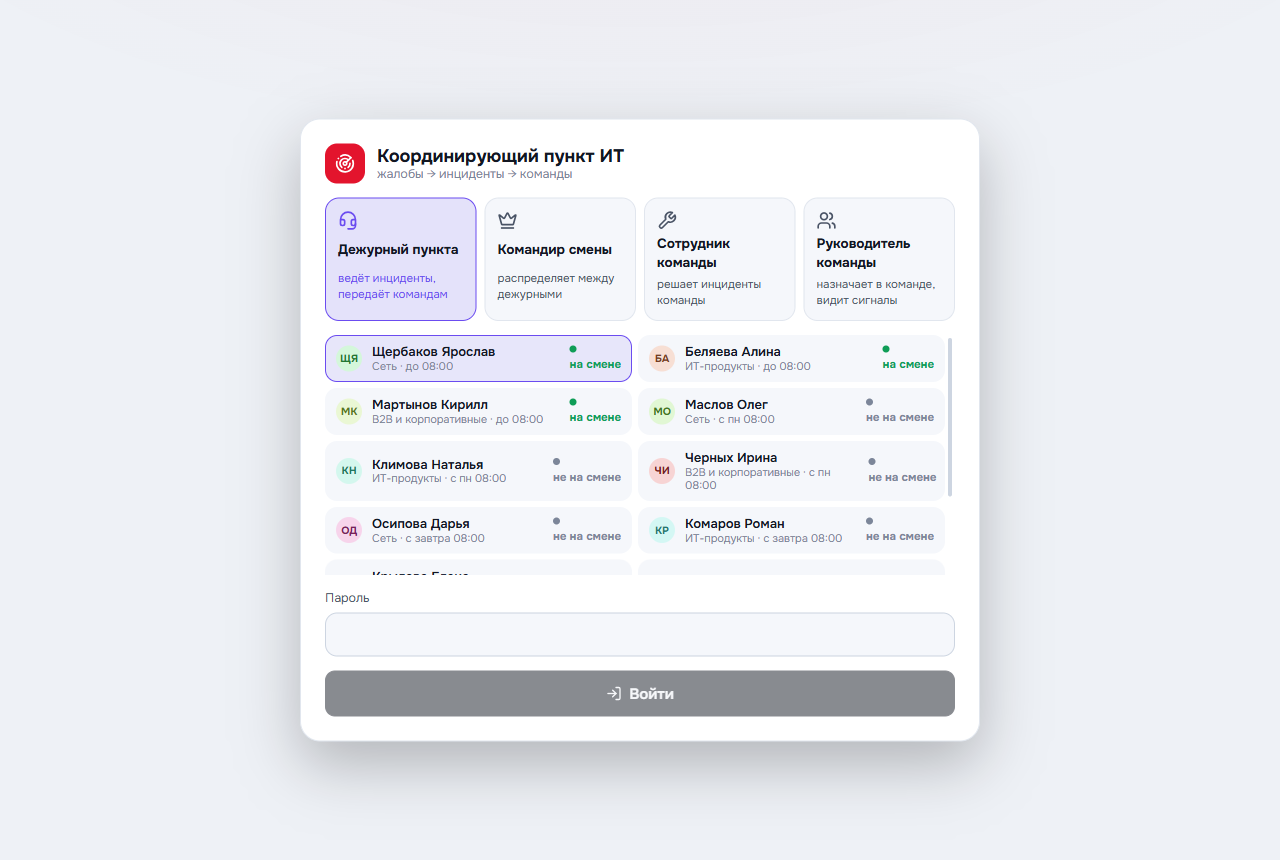 Координирующий пункт ИТ
жалобы → инциденты → команды
Дежурный пункта
ведёт инциденты,
передаёт командам
Командир смены
распределяет между
дежурными
Сотрудник
команды
решает инциденты
команды
Руководитель
команды
назначает в команде,
видит сигналы
ЩЯ
Щербаков Ярослав
Сеть · до 08:00
на смене
БА
Беляева Алина
ИТ-продукты · до 08:00
на смене
МК
Мартынов Кирилл
B2B и корпоративные · до 08:00
на смене
МО
Маслов Олег
Сеть · с пн 08:00
не на смене
КН
Климова Наталья
ИТ-продукты · с пн 08:00
не на смене
ЧИ
Черных Ирина
B2B и корпоративные · с пн
08:00
не на смене
ОД
Осипова Дарья
Сеть · с завтра 08:00
не на смене
КР
Комаров Роман
ИТ-продукты · с завтра 08:00
не на смене
Пароль
Войти